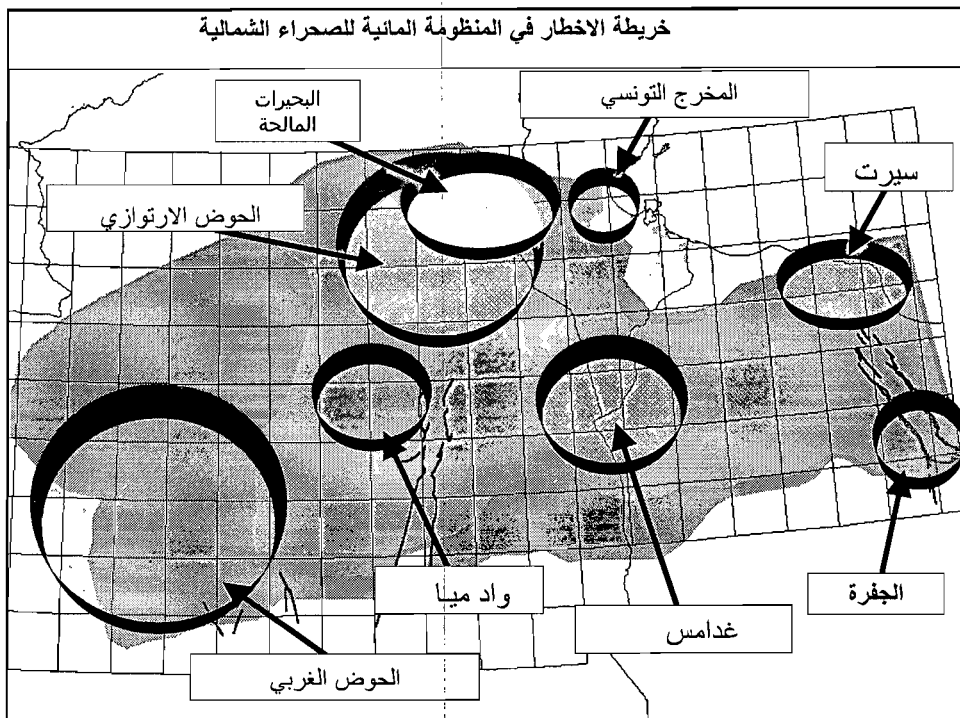 خريطة الاخطار في المنظومة المائية للصحراء الشمالية
المخرج التونسي
البحيرات
المالحة
سيرت
الحوض الارتوازي
واد ميا
الجفرة
غدامس
الحوض الغربي